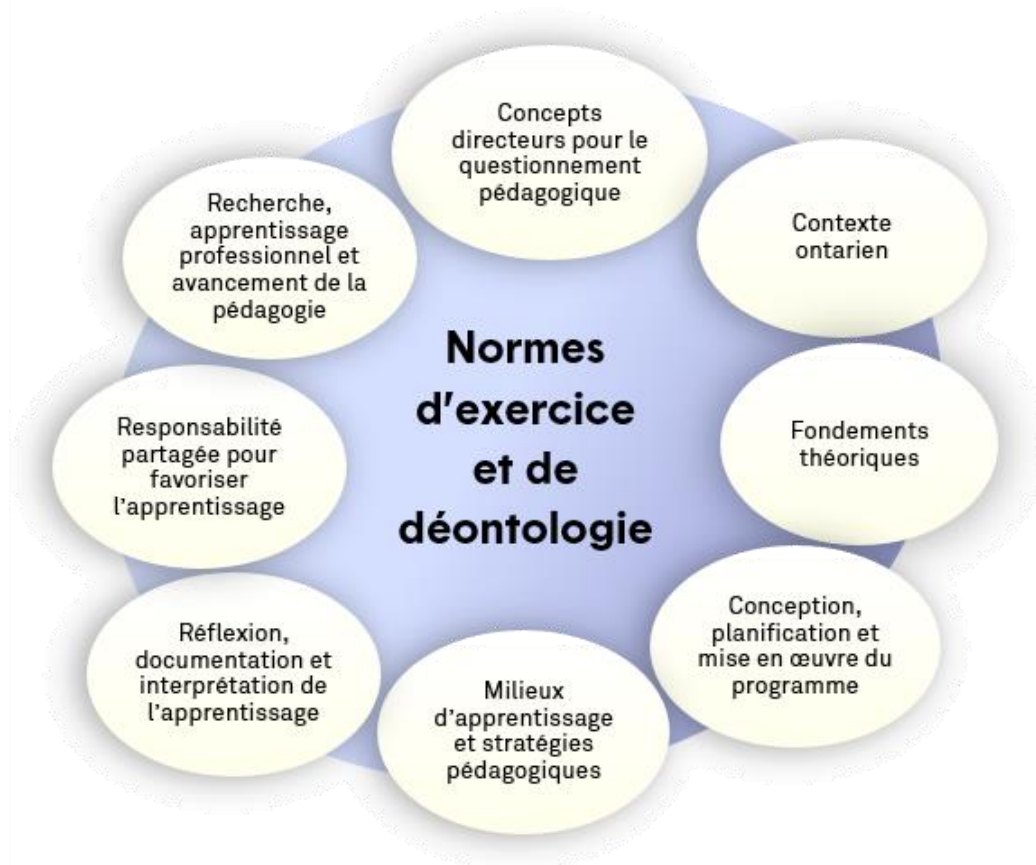 Concepts
directeurs pour le
questionnement
pédagogique
Contexte
ontarien
Fondements
théoriques
Conception,
planification et
mise en œuvre du
programme
Milieux
d'apprentissage
et stratégies
pédagogiques
Réflexion,
documentation et
interprétation de
l'apprentissage
Responsabilité
partagée pour
favoriser
l'apprentissage
Recherche,
apprentissage
professionnel et
avancement de la
pédagogie
Normes
d'exercice
et de
déontologie